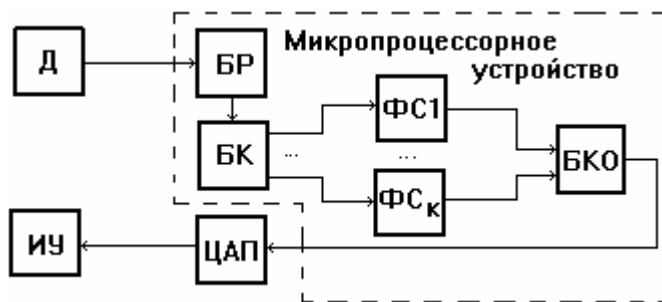 Микропроцессорное
устройство
Д
БР
БК
...
ФС1
...
ФСк
БКО
ИУ
ЦАП